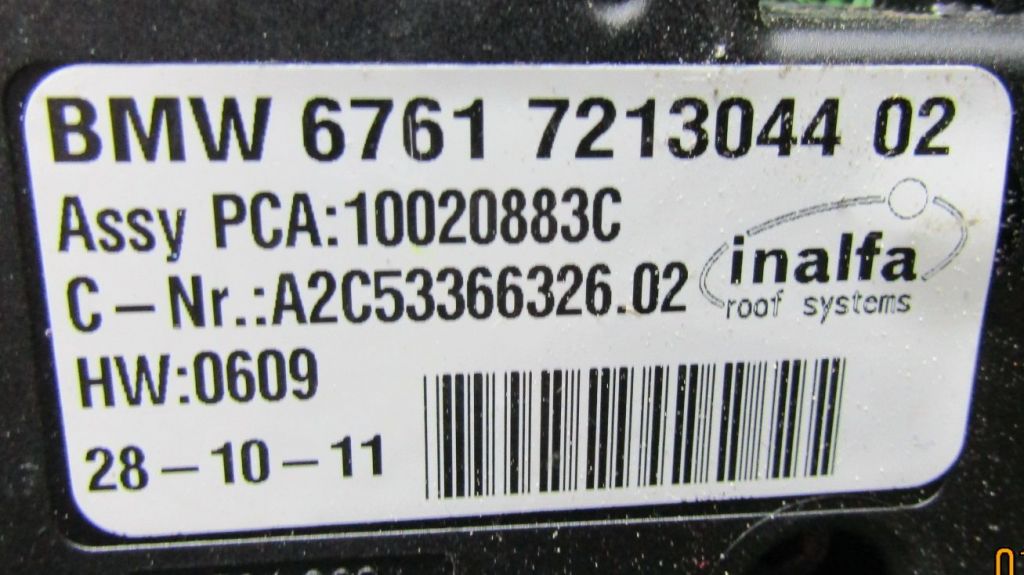 BMW 6761 7213044 02
Assy PCA:10020883C
C-Nr.:A2C53366326.02
inalfa
roof systems
HW:0609
28-10-11